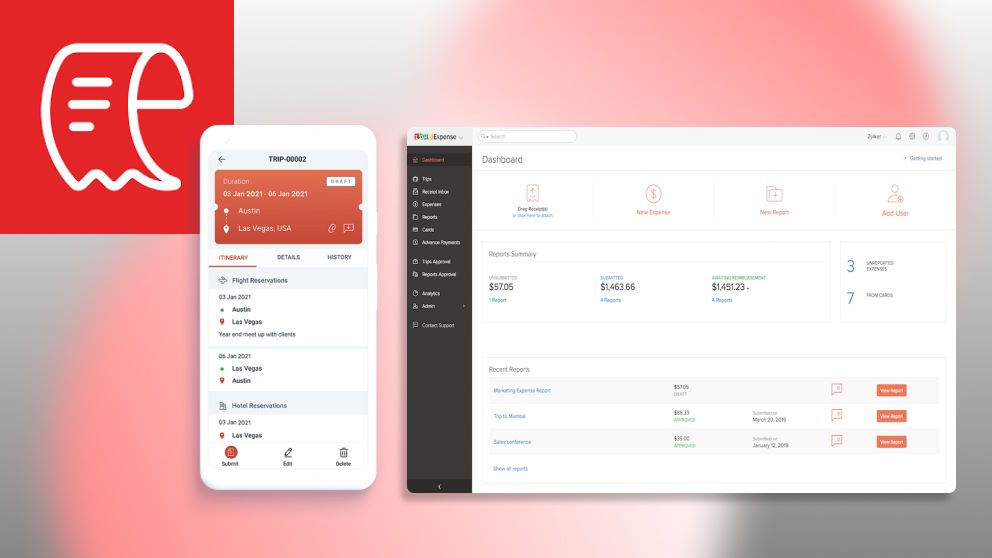 TRIP-00002
Duration
DRAFT
03 Jan 2021 - 06 Jan 2021
Austin
Las Vegas, USA
ITINERARY DETAILS HISTORY
Flight Reservations
03 Jan 2021
Austin
Las Vegas
Year end meet up with clients
06 Jan 2021
Las Vegas
Austin
Hotel Reservations
03 Jan 2021
Las Vegas
Submit Edit Delete
ZOHO Expense
Search
Zylker
Dashboard
Trips
Receipt Inbox
Expenses
Reports
Cards
Advance Payments
Trips Approval
Reports Approval
Analytics
Admin
Contact Support
Dashboard
Getting started
Drag Receipt(s)
or click here to attach
New Expense
New Report
Add User
Reports Summary
UNSUBMITTED
$57.05
1 Report
SUBMITTED
$1,463.66
4 Reports
AWAITING REIMBURSEMENT
$1,451.23
4 Reports
3 UNREPORTED
EXPENSES
7 FROM CARDS
Recent Reports
Marketing Expense Report
$57.05
DRAFT
View Report
Trip to Mumbai
$88.33
APPROVED
Submitted on
March 20, 2019
View Report
Sales conference
$35.00
APPROVED
Submitted on
January 12, 2019
View Report
Show all reports